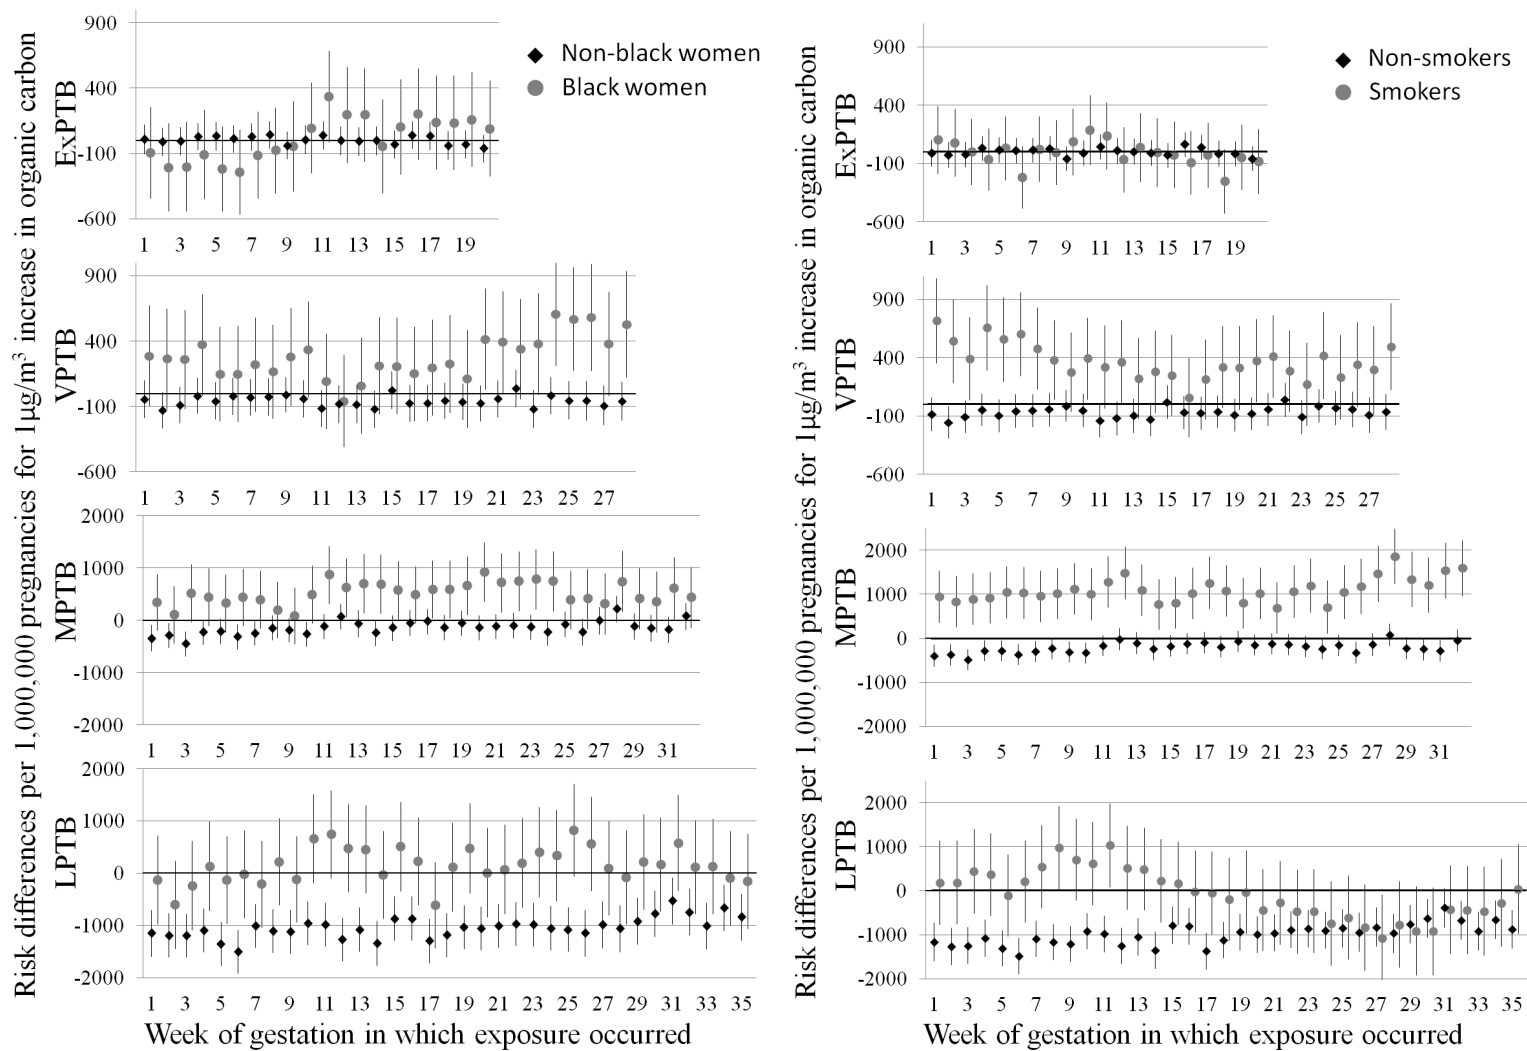 Risk differences per 1,000,000 pregnancies for 1µg/m³ increase in organic carbon
ExPTB
900
400
-100
-600
1 3 5 7 9 11 13 15 17 19
Non-black women
Black women
VPTB
900
400
-100
-600
1 3 5 7 9 11 13 15 17 19 21 23 25 27
MPTB
2000
1000
0
-1000
-2000
1 3 5 7 9 11 13 15 17 19 21 23 25 27 29 31
LPTB
2000
1000
0
-1000
-2000
1 3 5 7 9 11 13 15 17 19 21 23 25 27 29 31 33 35
Week of gestation in which exposure occurred
Risk differences per 1,000,000 pregnancies for 1µg/m³ increase in organic carbon
ExPTB
900
400
-100
-600
1 3 5 7 9 11 13 15 17 19
Non-smokers
Smokers
VPTB
900
400
-100
-600
1 3 5 7 9 11 13 15 17 19 21 23 25 27
MPTB
2000
1000
0
-1000
-2000
1 3 5 7 9 11 13 15 17 19 21 23 25 27 29 31
LPTB
2000
1000
0
-1000
-2000
1 3 5 7 9 11 13 15 17 19 21 23 25 27 29 31 33 35
Week of gestation in which exposure occurred